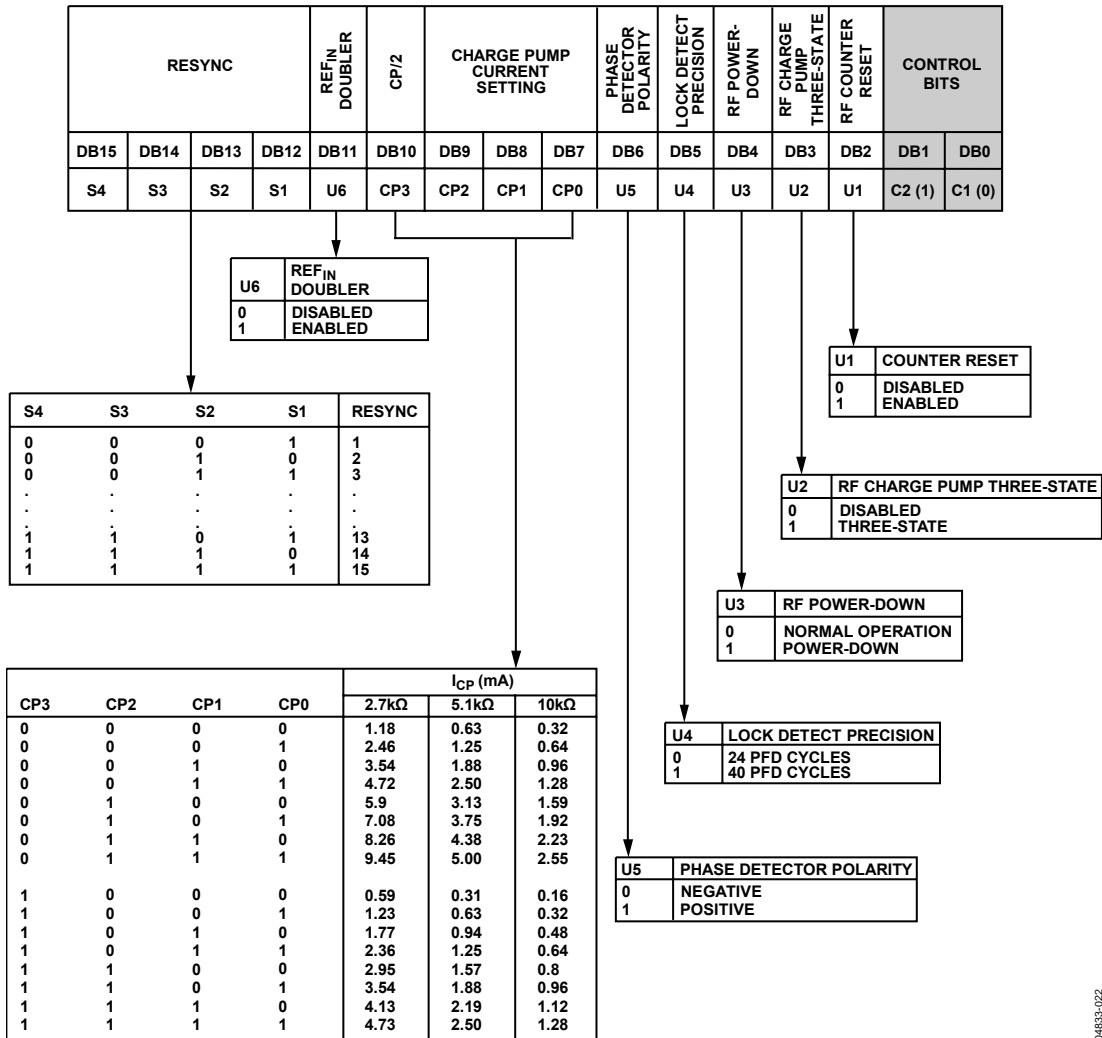 RESYNC
REFIN
DOUBLER
CP/2
CHARGE PUMP
CURRENT
SETTING
PHASE
DETECTOR
POLARITY
LOCK DETECT
PRECISION
RF POWER-
DOWN
RF CHARGE
PUMP
THREE-STATE
RF COUNTER
RESET
CONTROL
BITS
DB15 DB14 DB13 DB12 DB11 DB10 DB9 DB8 DB7 DB6 DB5 DB4 DB3 DB2 DB1 DB0
S4 S3 S2 S1 U6 CP3 CP2 CP1 CP0 U5 U4 U3 U2 U1 C2 (1) C1 (0)
U6 REFIN
DOUBLER
0 DISABLED
1 ENABLED
U1 COUNTER RESET
0 DISABLED
1 ENABLED
S4 S3 S2 S1 RESYNC
0 0 0 1 1
0 0 1 0 2
0 0 1 1 3
. . . . .
. . . . .
. . . . .
1 1 0 1 13
1 1 1 0 14
1 1 1 1 15
U2 RF CHARGE PUMP THREE-STATE
0 DISABLED
1 THREE-STATE
U3 RF POWER-DOWN
0 NORMAL OPERATION
1 POWER-DOWN
ICP (mA)
CP3 CP2 CP1 CP0 2.7kΩ 5.1kΩ 10kΩ
0 0 0 0 1.18 0.63 0.32
0 0 0 1 2.46 1.25 0.64
0 0 1 0 3.54 1.88 0.96
0 0 1 1 4.72 2.50 1.28
0 1 0 0 5.9 3.13 1.59
0 1 0 1 7.08 3.75 1.92
0 1 1 0 8.26 4.38 2.23
0 1 1 1 9.45 5.00 2.55
1 0 0 0 0.59 0.31 0.16
1 0 0 1 1.23 0.63 0.32
1 0 1 0 1.77 0.94 0.48
1 0 1 1 2.36 1.25 0.64
1 1 0 0 2.95 1.57 0.8
1 1 0 1 3.54 1.88 0.96
1 1 1 0 4.13 2.19 1.12
1 1 1 1 4.73 2.50 1.28
U4 LOCK DETECT PRECISION
0 24 PFD CYCLES
1 40 PFD CYCLES
U5 PHASE DETECTOR POLARITY
0 NEGATIVE
1 POSITIVE
04833-022